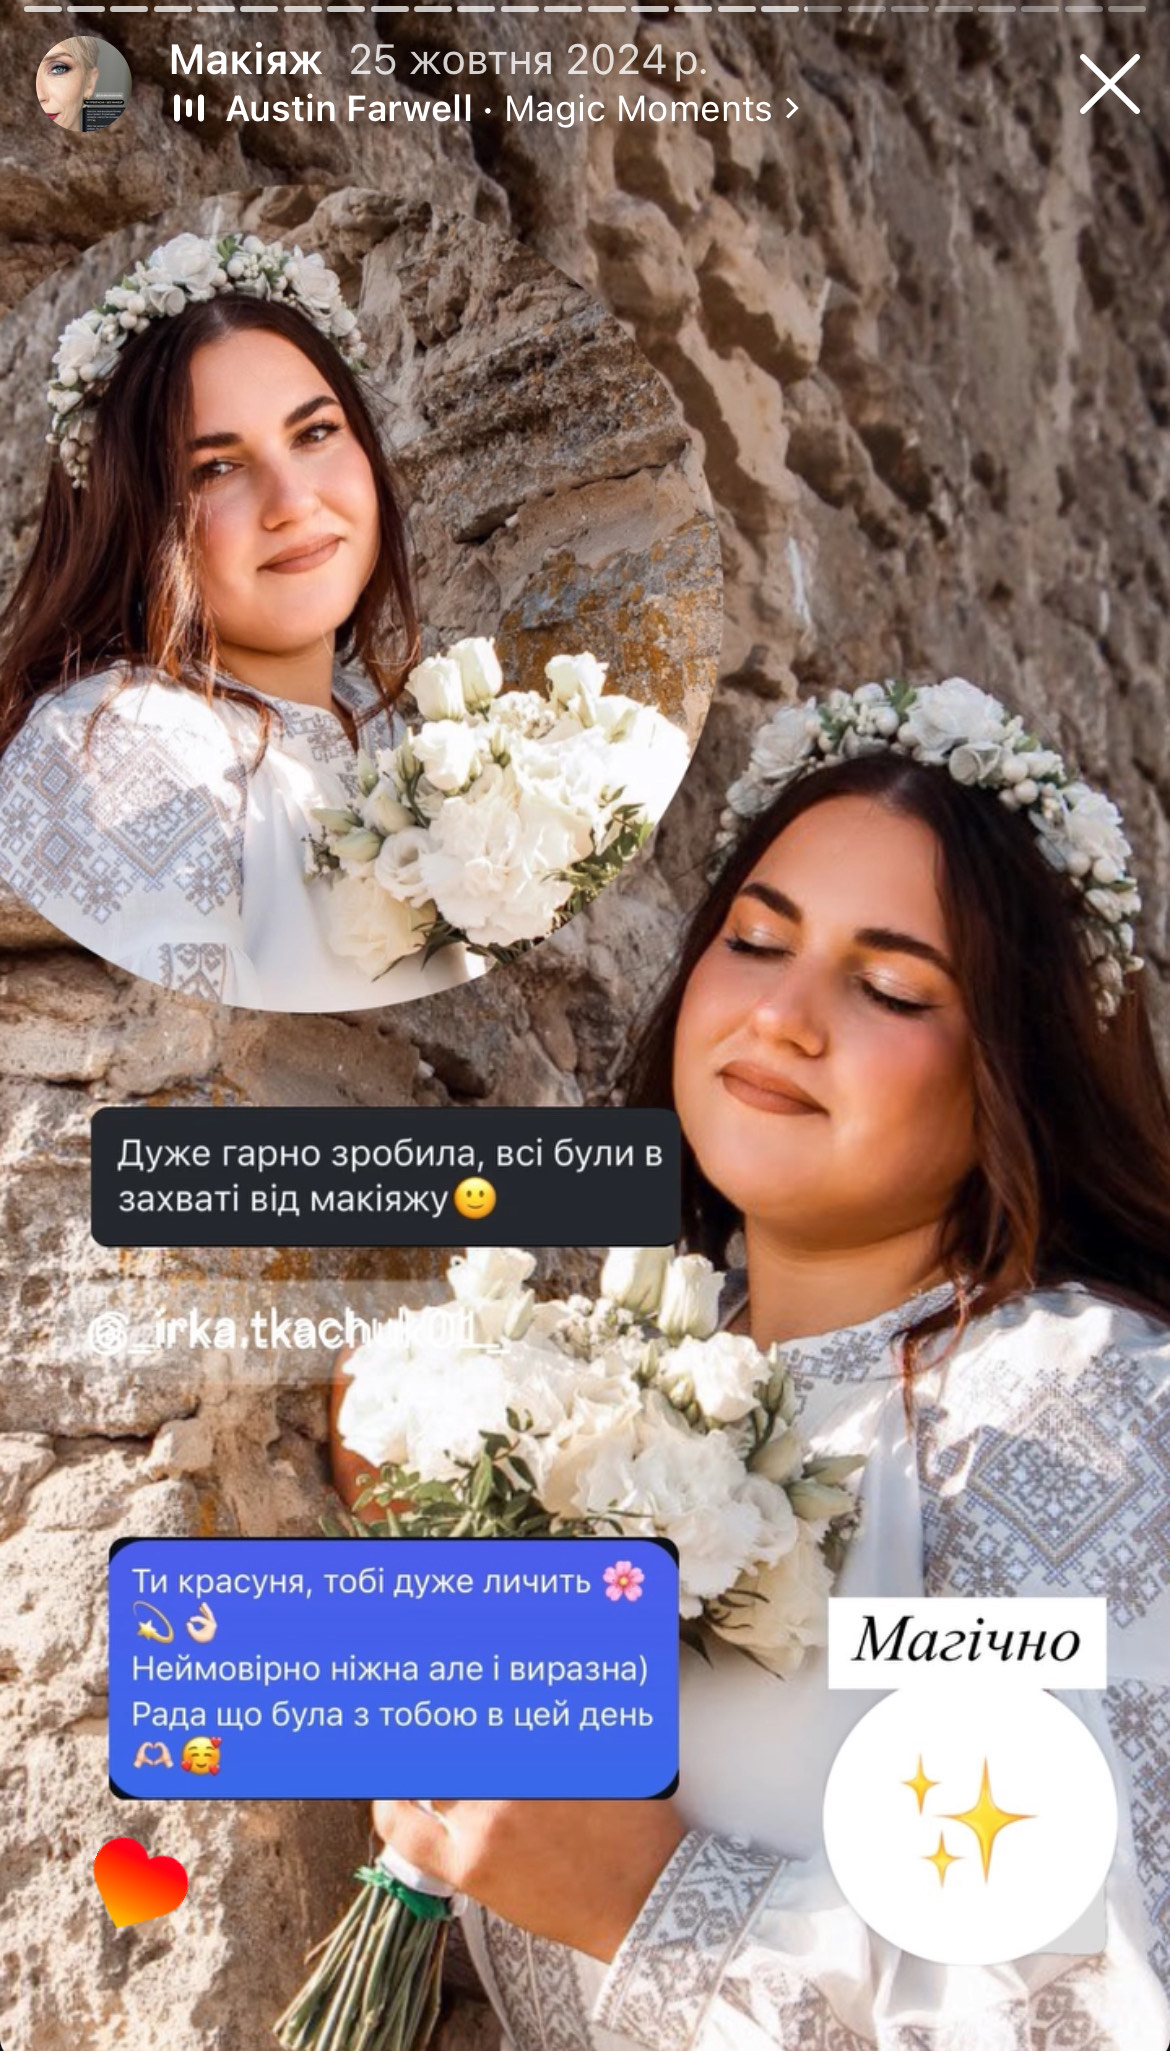 Макіяж 25 жовтня 2024 р.
Austin Farwell · Magic Moments >
Дуже гарно зробила, всі були в
захваті від макіяжу🙂
@_irka.tkachuk01_
Ти красуня, тобі дуже личить 🌸
💫👌🏻
Неймовірно ніжна але і виразна)
Рада що була з тобою в цей день
🫶🏻🥰
Магічно